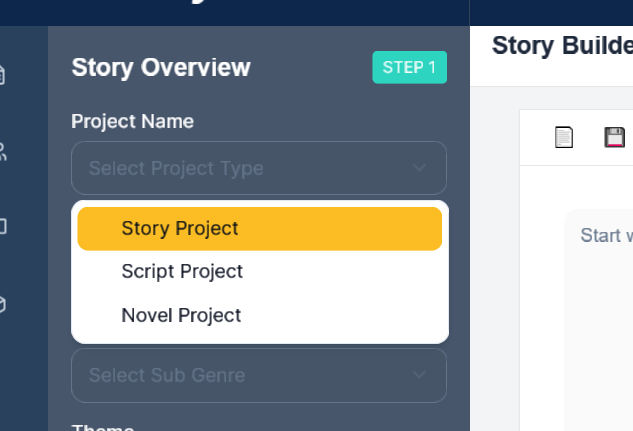 Story Overview
STEP 1
Project Name
Select Project Type
Story Project
Script Project
Novel Project
Select Sub Genre
Theme
Story Builde
Start